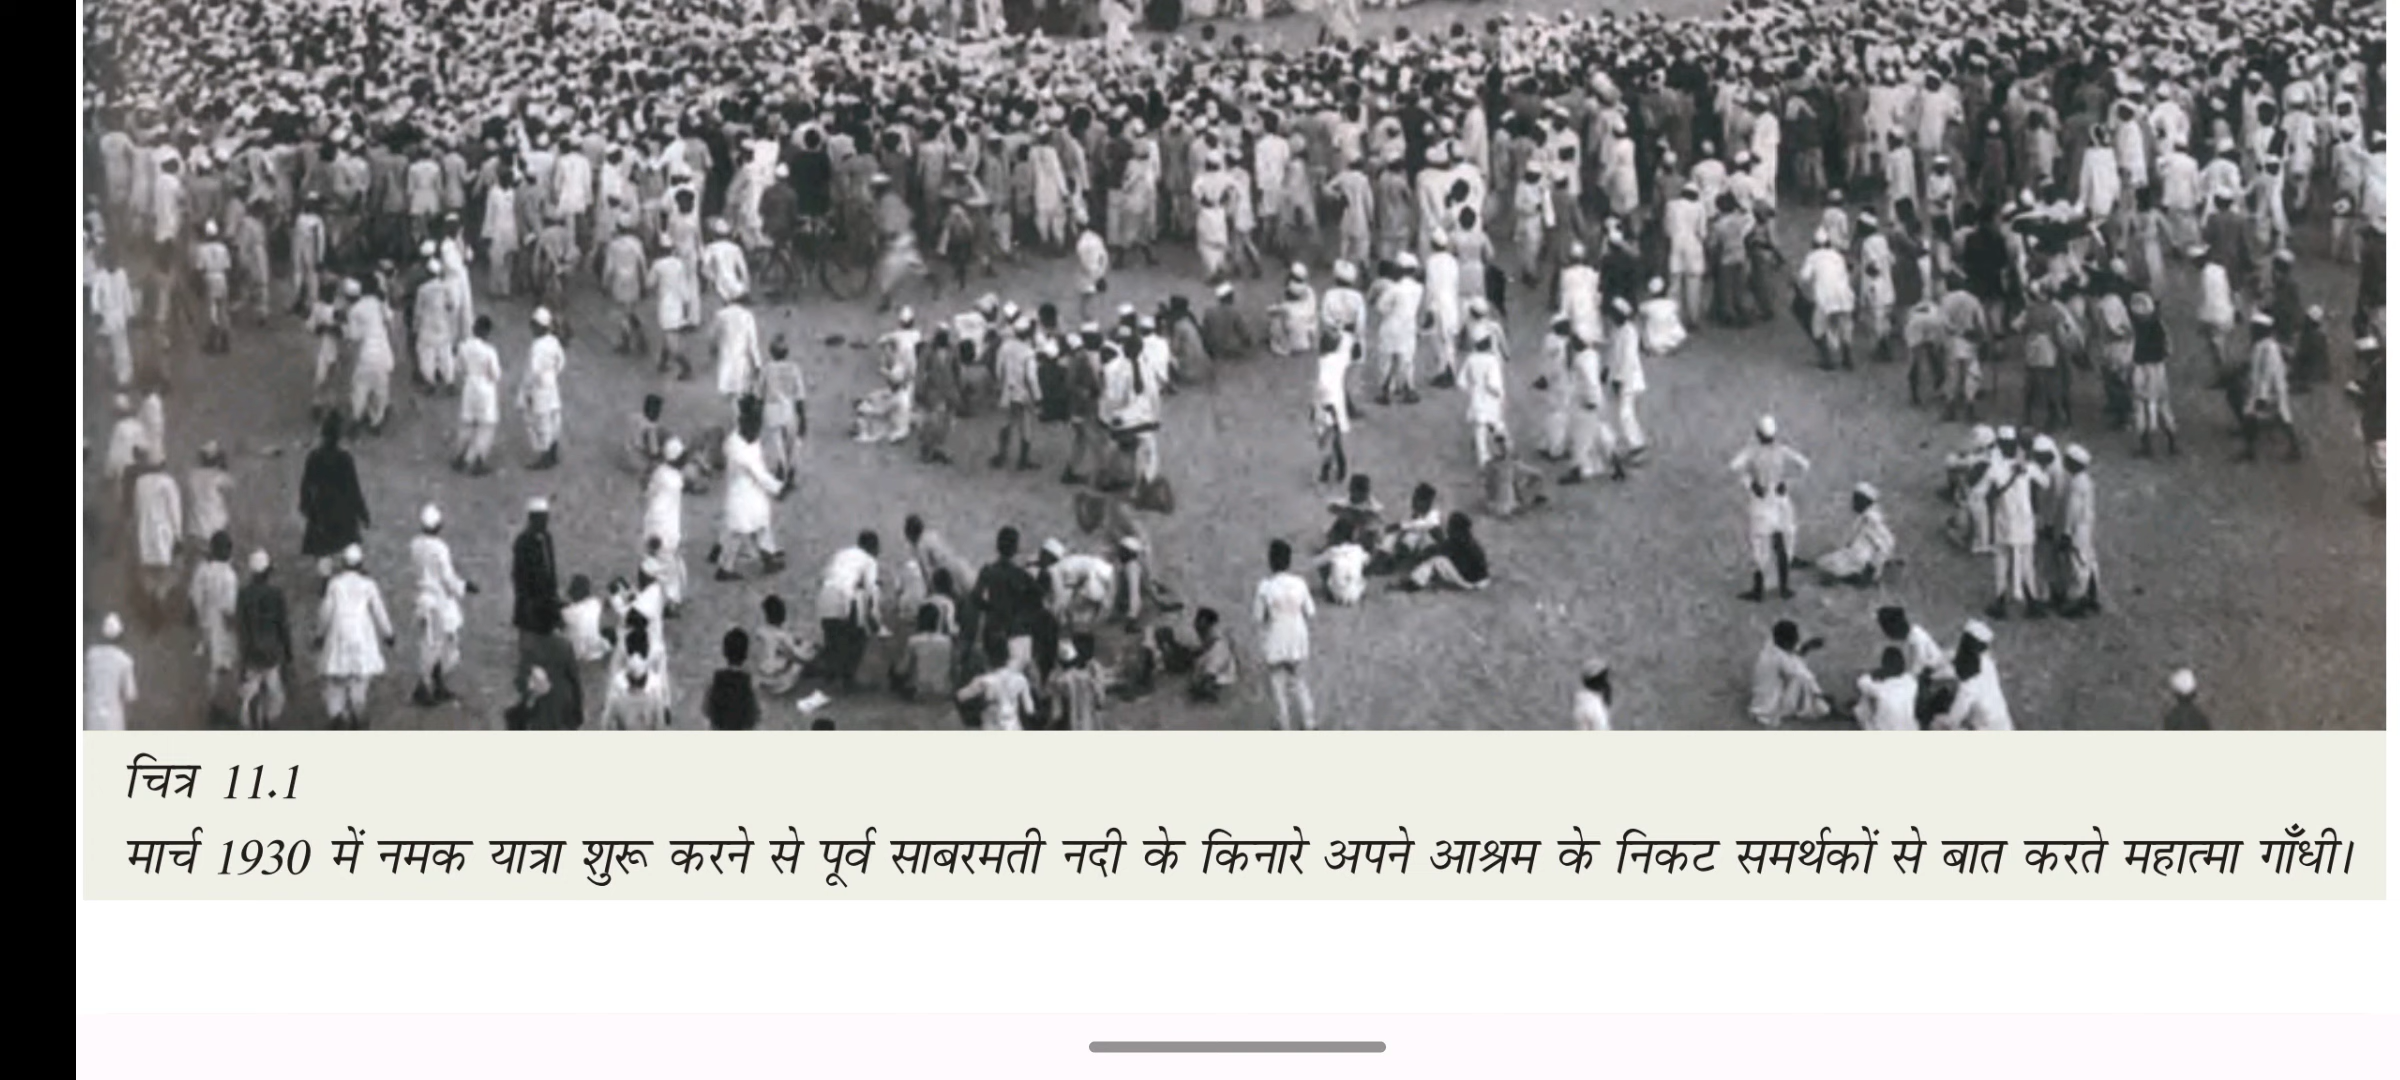 चित्र 11.1
मार्च 1930 में नमक यात्रा शुरू करने से पूर्व साबरमती नदी के किनारे अपने आश्रम के निकट समर्थकों से बात करते महात्मा गाँधी।